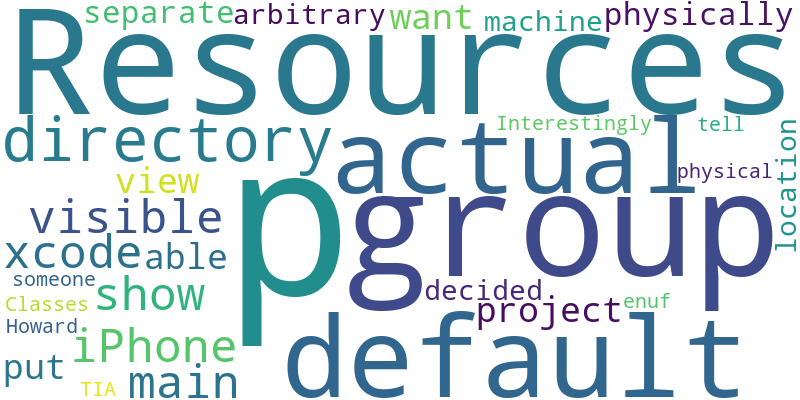 separate arbitrary want machine physically
Resources
directory actual Interestingly tell
location
view p physical
visible group
xcode able
someone show decided
Classes project enuf
Howard iPhone default
put main
TIA